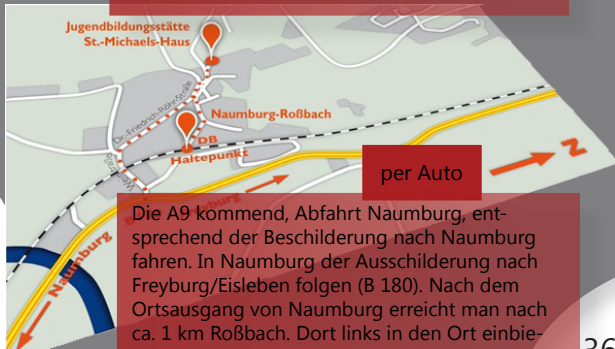 Jugendbildungsstätte
St.-Michaels-Haus
Dr.-Friedrich-Röhr-Straße
Naumburg-Roßbach
DB
Haltepunkt
N
per Auto
Naumburg
Die A9 kommend, Abfahrt Naumburg, ent-
sprechend der Beschilderung nach Naumburg
fahren. In Naumburg der Ausschilderung nach
Freyburg/Eisleben folgen (B 180). Nach dem
Ortsausgang von Naumburg erreicht man nach
ca. 1 km Roßbach. Dort links in den Ort einbie-
36